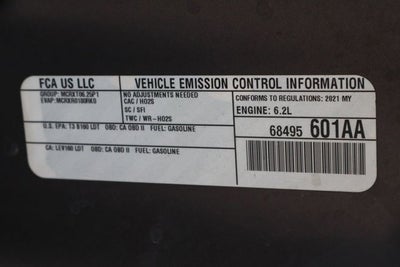 FCA US LLC
VEHICLE EMISSION CONTROL INFORMATION
GROUP: MCRXT06.25P1
EVAP: MCRXR0180RK0
NO ADJUSTMENTS NEEDED
CAC / HO2S
SC / SFI
TWC / WR-HO2S
CONFORMS TO REGULATIONS: 2021 MY
ENGINE: 6.2L
68495 601AA
U.S. EPA: T3 B160 LDT OBD: CA OBD II FUEL: GASOLINE
CA: LEV160 LDT OBD: CA OBD II FUEL: GASOLINE